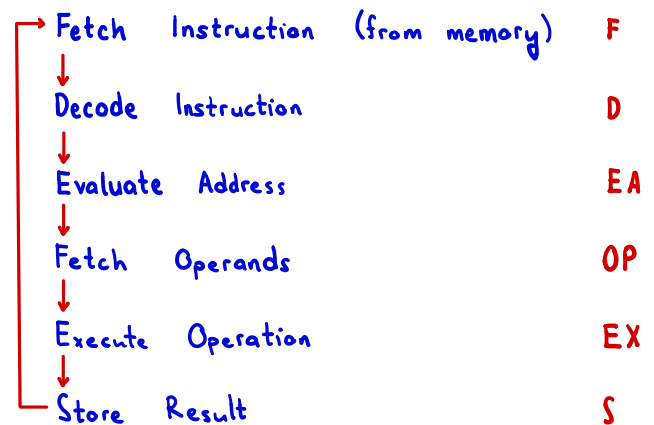 Fetch Instruction (from memory) F
Decode Instruction D
Evaluate Address EA
Fetch Operands OP
Execute Operation EX
Store Result S